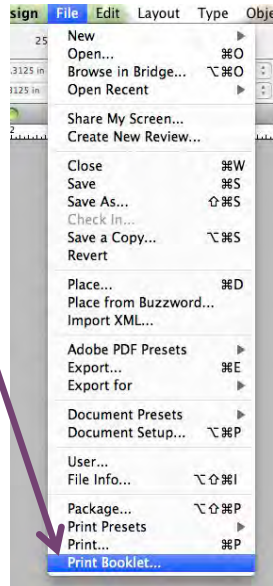 sign File Edit Layout Type Obje
25
.3125 in
3125 in
2
New
Open... ⌘O
Browse in Bridge... ⌥⌘O
Open Recent
Share My Screen...
Create New Review...
Close ⌘W
Save ⌘S
Save As... ⇧⌘S
Check In...
Save a Copy... ⌥⌘S
Revert
Place... ⌘D
Place from Buzzword...
Import XML...
Adobe PDF Presets
Export... ⌘E
Export for
Document Presets
Document Setup... ⌥⌘P
User...
File Info... ⌥⇧⌘I
Package... ⌥⇧⌘P
Print Presets
Print... ⌘P
Print Booklet...